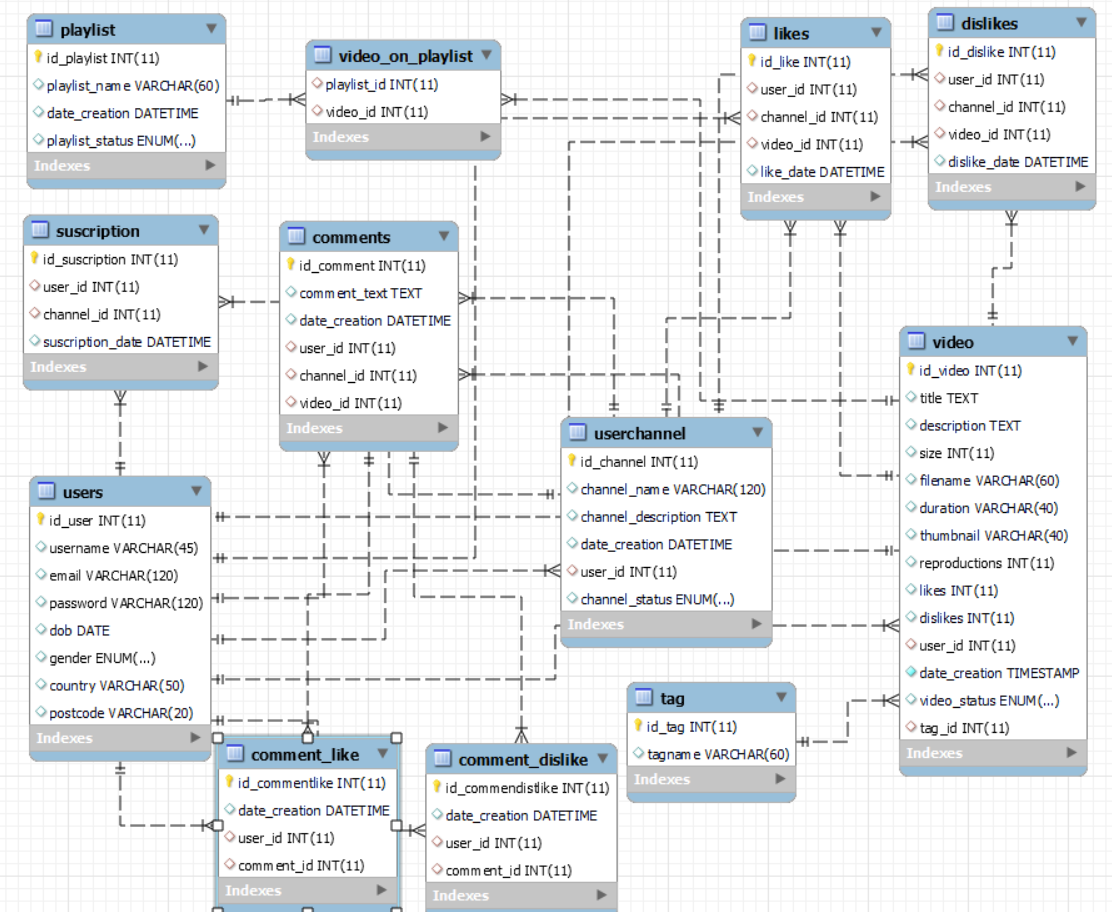 playlist
id_playlist INT(11)
playlist_name VARCHAR(60)
date_creation DATETIME
playlist_status ENUM(...)
Indexes
video_on_playlist
playlist_id INT(11)
video_id INT(11)
Indexes
likes
id_like INT(11)
user_id INT(11)
channel_id INT(11)
video_id INT(11)
like_date DATETIME
Indexes
dislikes
id_dislike INT(11)
user_id INT(11)
channel_id INT(11)
video_id INT(11)
dislike_date DATETIME
Indexes
suscription
id_suscription INT(11)
user_id INT(11)
channel_id INT(11)
suscription_date DATETIME
Indexes
comments
id_comment INT(11)
comment_text TEXT
date_creation DATETIME
user_id INT(11)
channel_id INT(11)
video_id INT(11)
Indexes
video
id_video INT(11)
title TEXT
description TEXT
size INT(11)
filename VARCHAR(60)
duration VARCHAR(40)
thumbnail VARCHAR(40)
reproductions INT(11)
likes INT(11)
dislikes INT(11)
user_id INT(11)
date_creation TIMESTAMP
video_status ENUM(...)
tag_id INT(11)
Indexes
userchannel
id_channel INT(11)
channel_name VARCHAR(120)
channel_description TEXT
date_creation DATETIME
user_id INT(11)
channel_status ENUM(...)
Indexes
users
id_user INT(11)
username VARCHAR(45)
email VARCHAR(120)
password VARCHAR(120)
dob DATE
gender ENUM(...)
country VARCHAR(50)
postcode VARCHAR(20)
Indexes
tag
id_tag INT(11)
tagname VARCHAR(60)
Indexes
comment_like
id_commentlike INT(11)
date_creation DATETIME
user_id INT(11)
comment_id INT(11)
Indexes
comment_dislike
id_commendistlike INT(11)
date_creation DATETIME
user_id INT(11)
comment_id INT(11)
Indexes